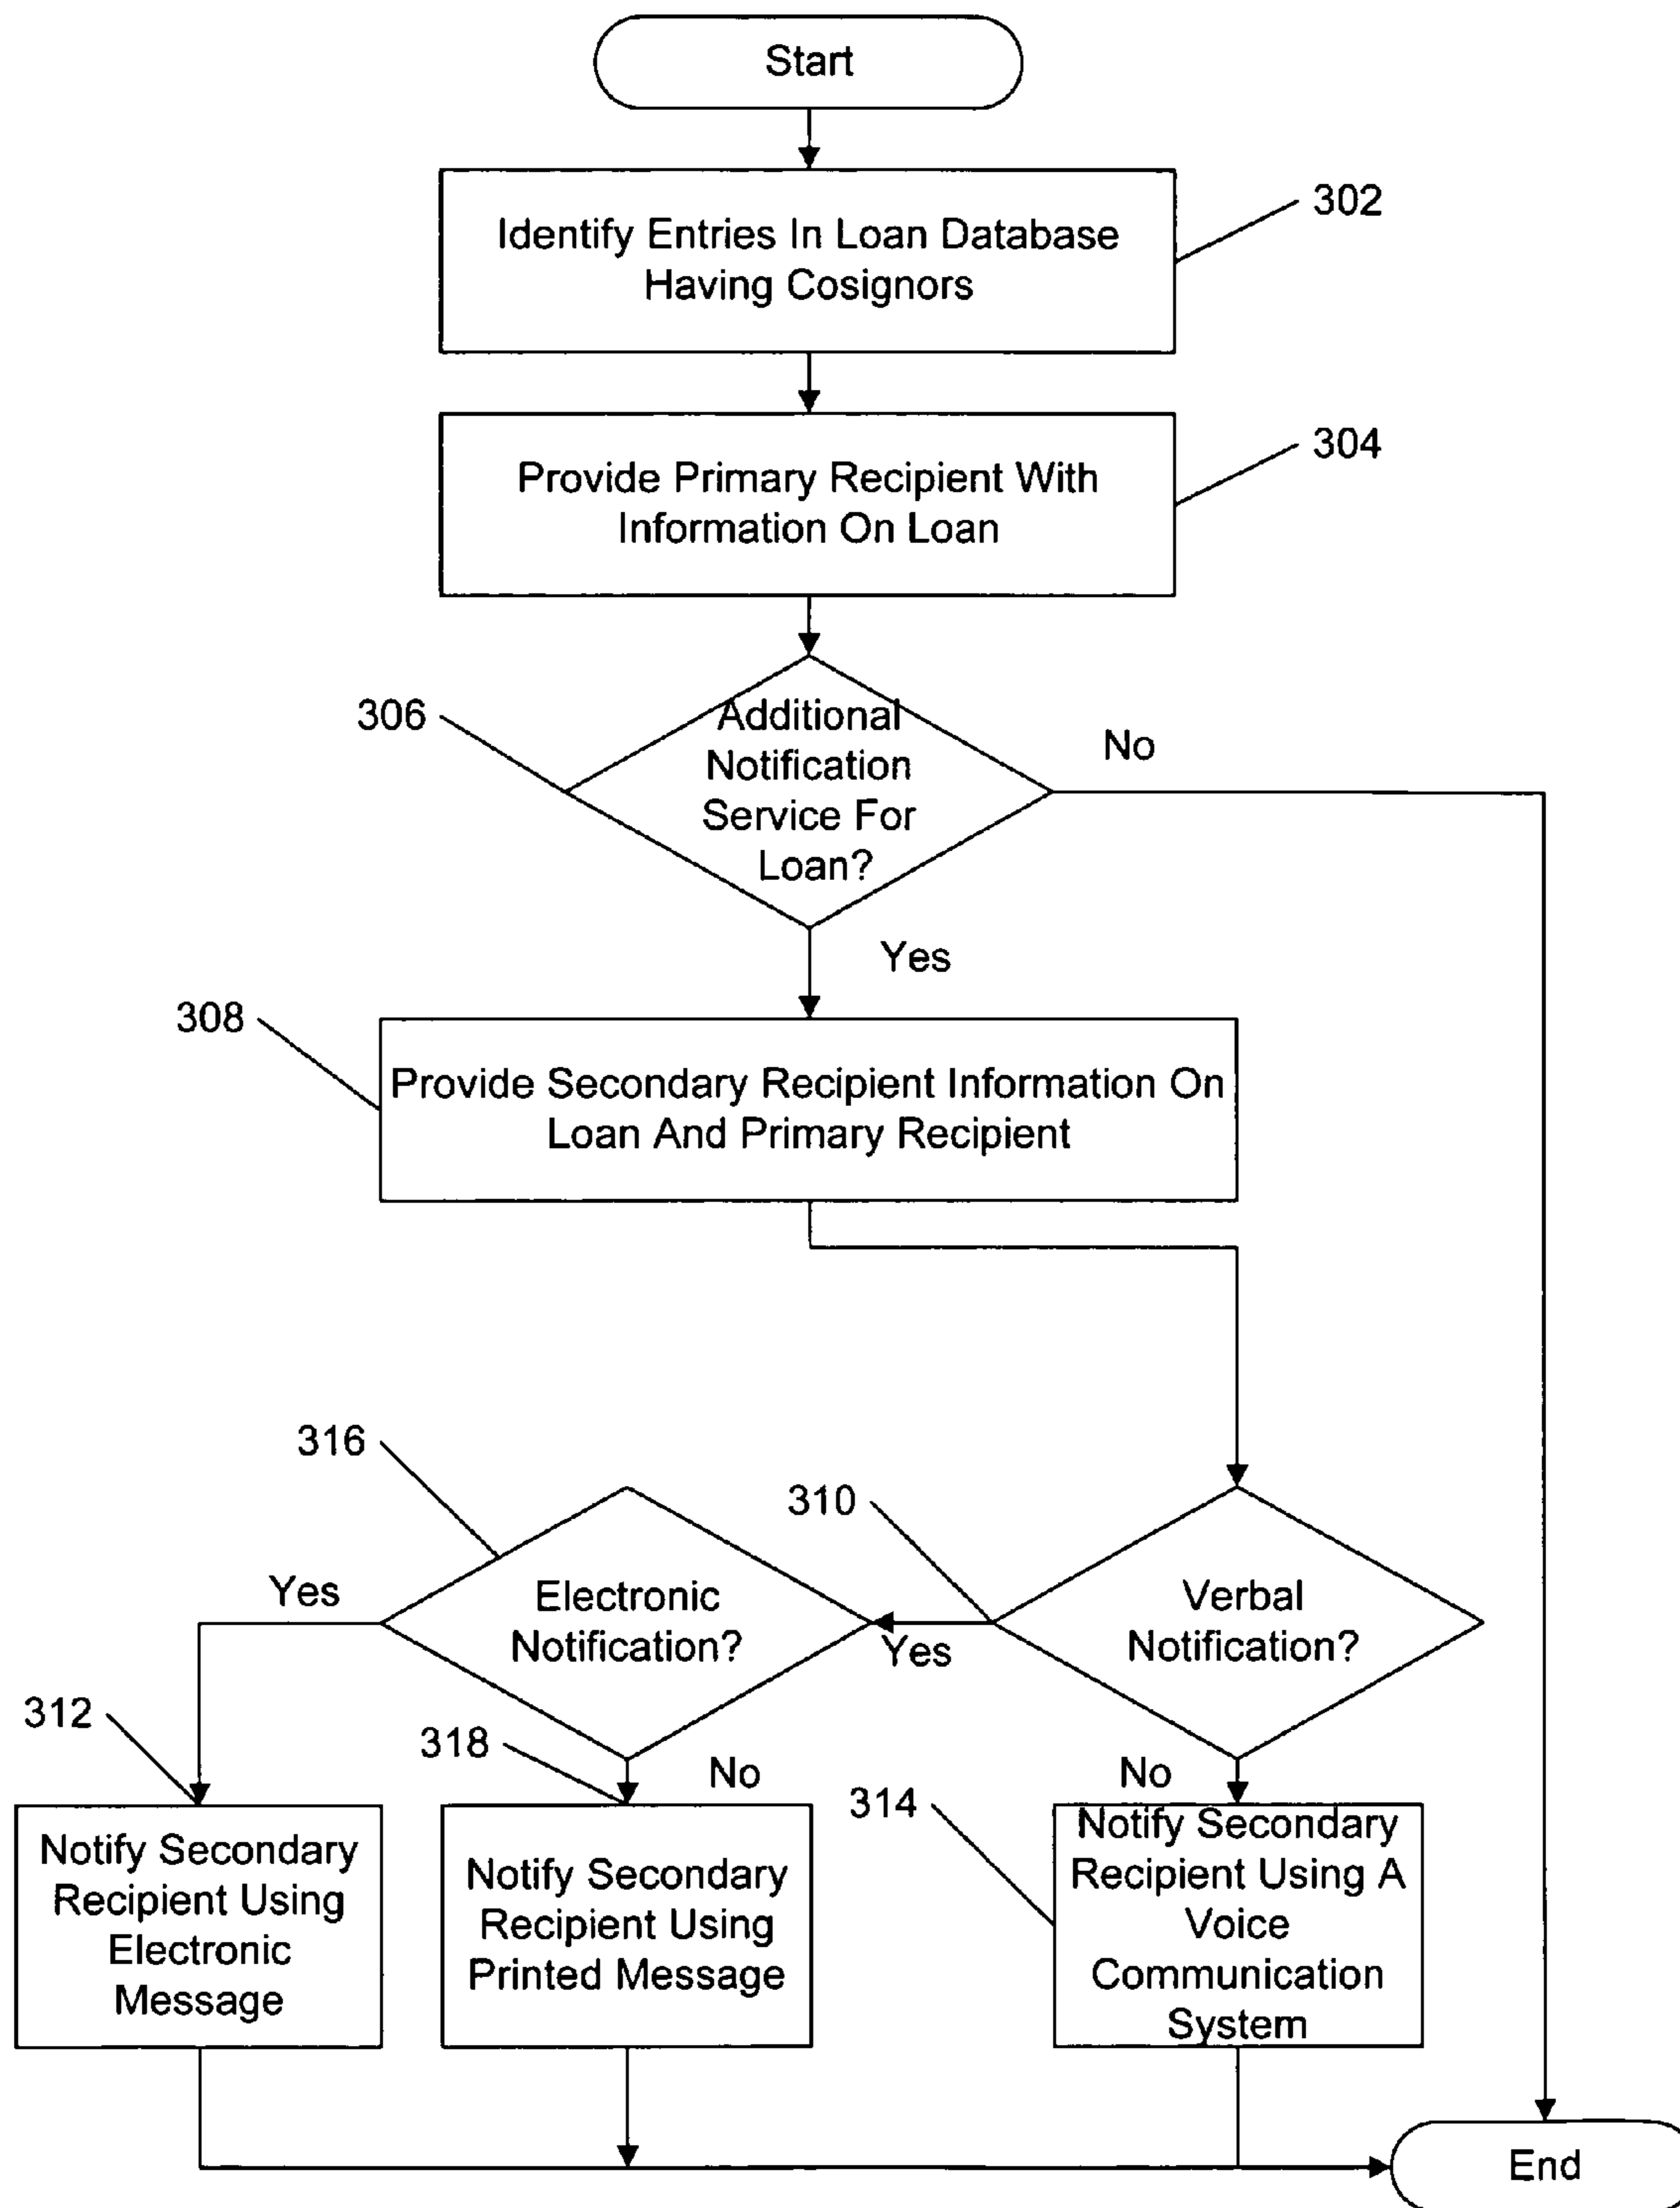 Start
302
Identify Entries In Loan Database
Having Cosignors
304
Provide Primary Recipient With
Information On Loan
306
Additional
Notification
Service For
Loan?
No
Yes
308
Provide Secondary Recipient Information On
Loan And Primary Recipient
316
310
Yes
Electronic
Notification?
Yes
Verbal
Notification?
312
318
No
314
No
Notify Secondary
Recipient Using
Electronic
Message
Notify Secondary
Recipient Using
Printed Message
Notify Secondary
Recipient Using A
Voice
Communication
System
End